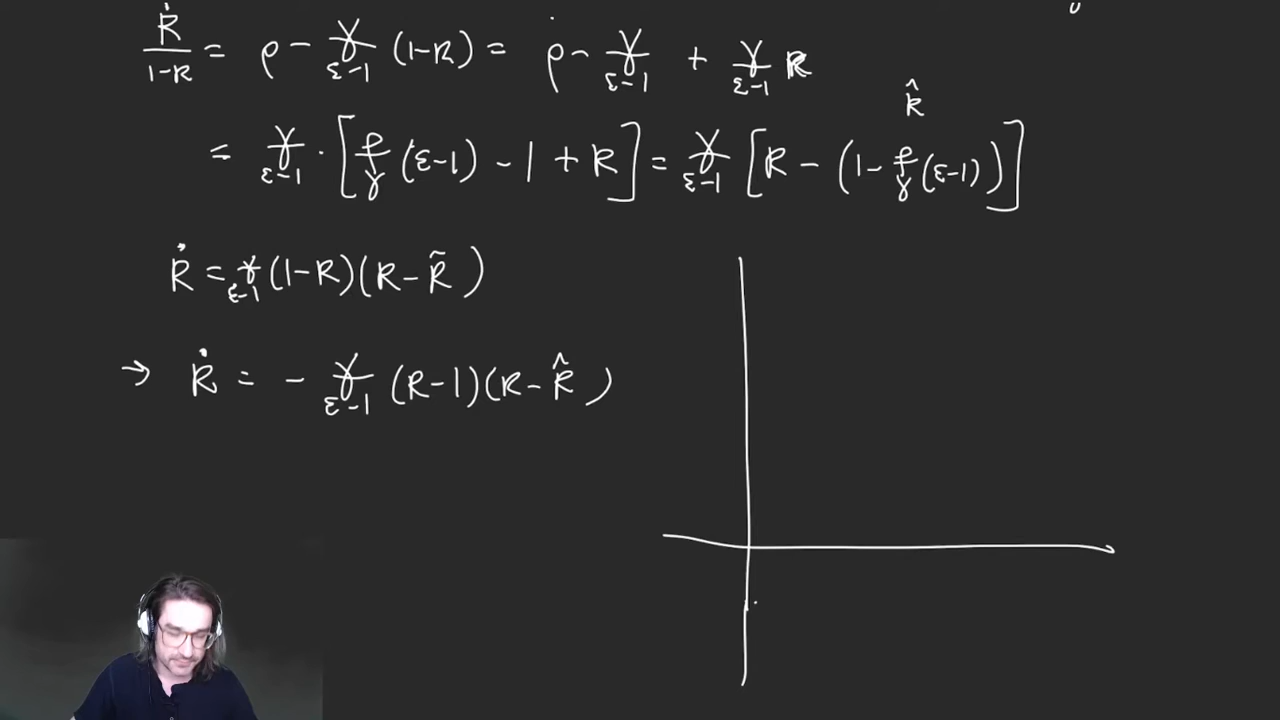 Ṙ/(1-R) = ρ - γ/(ε-1) (1-R) = ρ - γ/(ε-1) + γ/(ε-1) R
R̂
= γ/(ε-1) · [ρ/γ (ε-1) - 1 + R] = γ/(ε-1) [R - (1 - ρ/γ (ε-1))]
Ṙ = γ/(ε-1) (1-R)(R - R̃)
→ Ṙ = - γ/(ε-1) (R-1)(R - R̂)